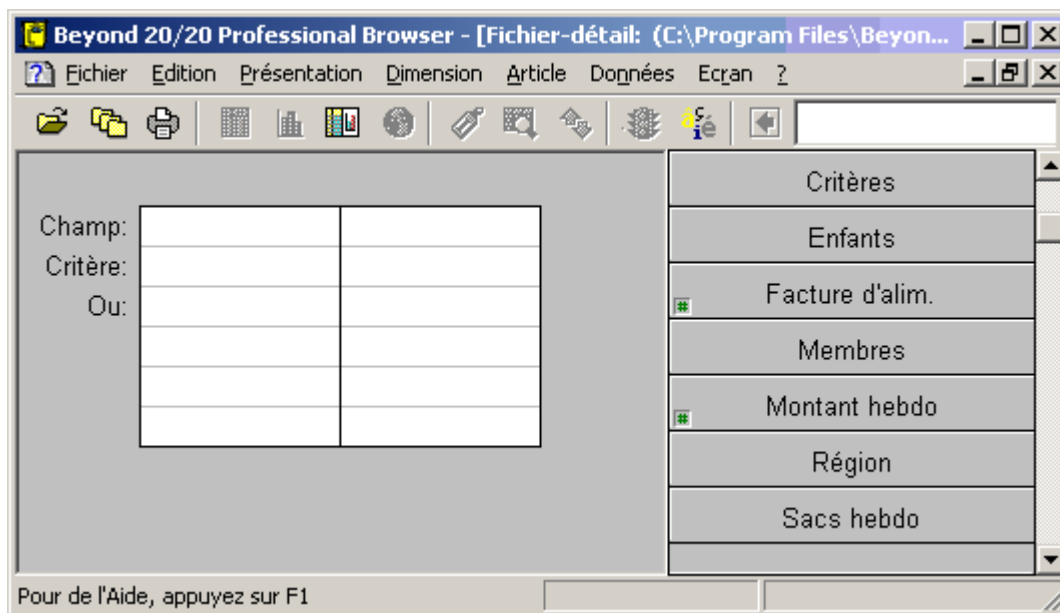 Beyond 20/20 Professional Browser - [Fichier-détail: (C:\Program Files\Beyon...
Fichier Edition Présentation Dimension Article Données Ecran ?
Champ:
Critère:
Ou:
Critères
Enfants
# Facture d'alim.
Membres
# Montant hebdo
Région
Sacs hebdo
Pour de l'Aide, appuyez sur F1